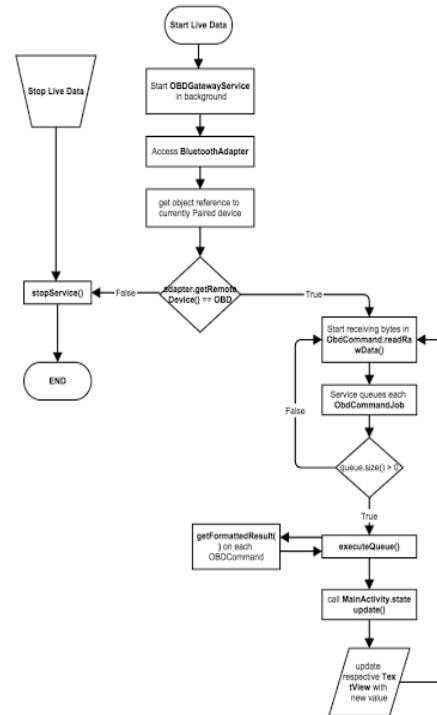 Start Live Data
Stop Live Data
Start OBDGatewayService
in background
Access BluetoothAdapter
get object reference to
currently Paired device
adapter.getRemote
Device() == OBD
False
True
stopService()
END
Start receiving bytes in
ObdCommand.readRa
wData()
Service queues each
ObdCommandJob
False
queue.size() > 0
True
getFormattedResult(
) on each
OBDCommand
executeQueue()
call MainActivity.state
update()
update
respective Tex
tView with
new value